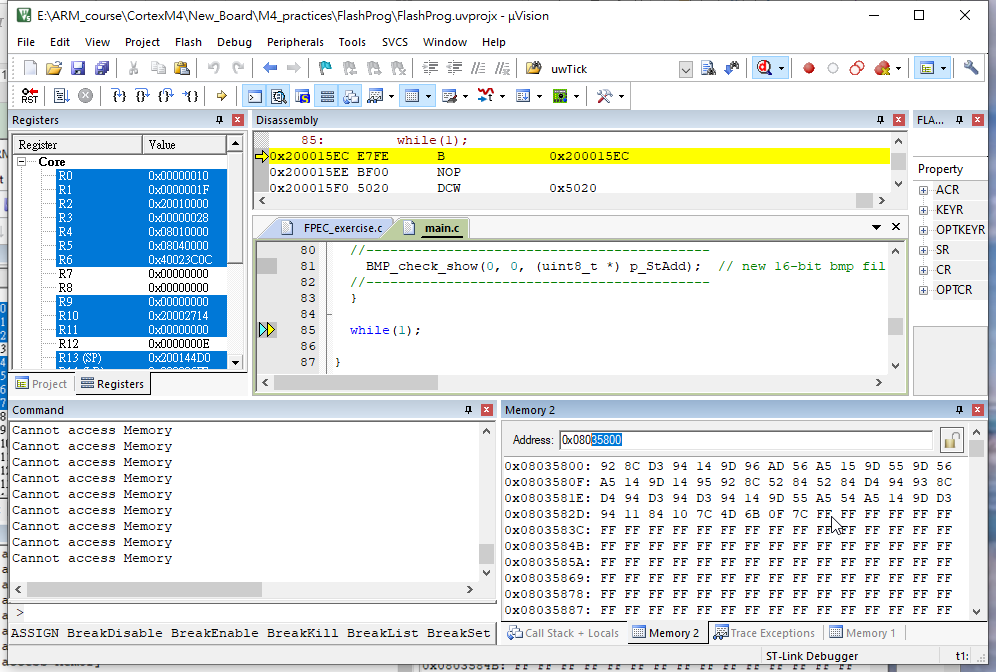 E:\ARM_course\CortexM4\New_Board\M4_practices\FlashProg\FlashProg.uvprojx - µVision
File Edit View Project Flash Debug Peripherals Tools SVCS Window Help
uwTick
RST
Registers
Register Value
Core
R0 0x00000010
R1 0x0000001F
R2 0x20010000
R3 0x00000028
R4 0x08010000
R5 0x08040000
R6 0x40023C0C
R7 0x00000000
R8 0x00000000
R9 0x00000000
R10 0x20002714
R11 0x00000000
R12 0x0000000E
R13 (SP) 0x200144D0
Project Registers
Disassembly
85: while(1);
0x200015EC E7FE B 0x200015EC
0x200015EE BF00 NOP
0x200015F0 5020 DCW 0x5020
FPEC_exercise.c main.c
80 //--------------------------------------------
81 BMP_check_show(0, 0, (uint8_t *) p_StAdd); // new 16-bit bmp fil
82 //--------------------------------------------
83 }
84
85 while(1);
86
87 }
FLA...
Property
ACR
KEYR
OPTKEYR
SR
CR
OPTCR
Command
Cannot access Memory
Cannot access Memory
Cannot access Memory
Cannot access Memory
Cannot access Memory
Cannot access Memory
Cannot access Memory
Cannot access Memory
Cannot access Memory
>
ASSIGN BreakDisable BreakEnable BreakKill BreakList BreakSet
Memory 2
Address: 0x08035800
0x08035800: 92 8C D3 94 14 9D 96 AD 56 A5 15 9D 55 9D 56
0x0803580F: A5 14 9D 14 95 92 8C 52 84 52 84 D4 94 93 8C
0x0803581E: D4 94 D3 94 D3 94 14 9D 55 A5 54 A5 14 9D D3
0x0803582D: 94 11 84 10 7C 4D 6B 0F 7C FF FF FF FF FF FF
0x0803583C: FF FF FF FF FF FF FF FF FF FF FF FF FF FF FF
0x0803584B: FF FF FF FF FF FF FF FF FF FF FF FF FF FF FF
0x0803585A: FF FF FF FF FF FF FF FF FF FF FF FF FF FF FF
0x08035869: FF FF FF FF FF FF FF FF FF FF FF FF FF FF FF
0x08035878: FF FF FF FF FF FF FF FF FF FF FF FF FF FF FF
0x08035887: FF FF FF FF FF FF FF FF FF FF FF FF FF FF FF
Call Stack + Locals Memory 2 Trace Exceptions Memory 1
ST-Link Debugger t1: